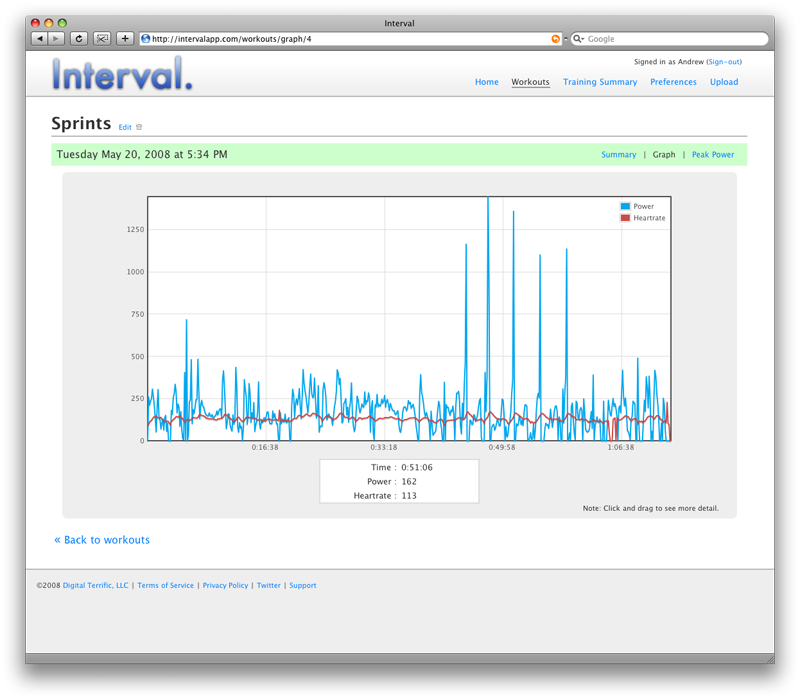 Interval
http://intervalapp.com/workouts/graph/4
Google
Signed in as Andrew (Sign-out)
Interval.
Home Workouts Training Summary Preferences Upload
Sprints Edit
Tuesday May 20, 2008 at 5:34 PM Summary | Graph | Peak Power
Power
Heartrate
1250
1000
750
500
250
0
0:16:38 0:33:18 0:49:58 1:06:38
Time : 0:51:06
Power : 162
Heartrate : 113
Note: Click and drag to see more detail.
« Back to workouts
©2008 Digital Terrific, LLC | Terms of Service | Privacy Policy | Twitter | Support